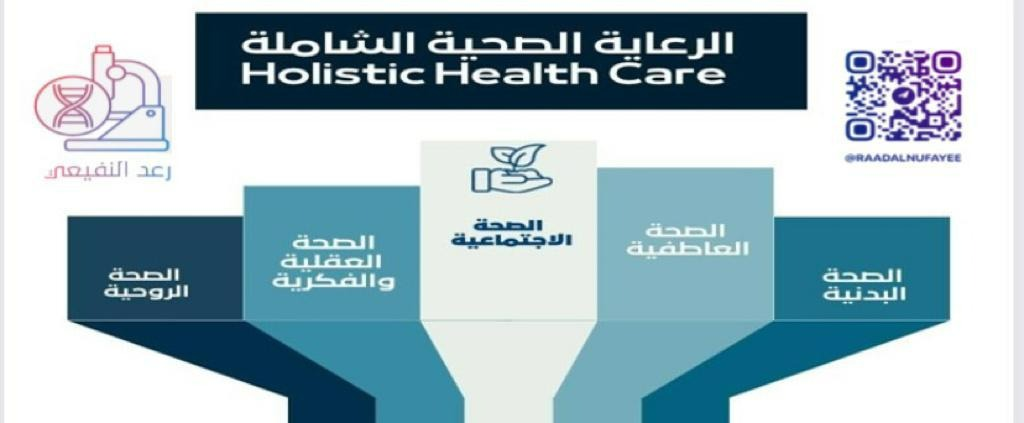 الرعاية الصحية الشاملة
Holistic Health Care
رعد النفيعي
@RAADALNUFAYEE
الصحة
البدنية
الصحة
العاطفية
الصحة
الاجتماعية
الصحة
العقلية
والفكرية
الصحة
الروحية